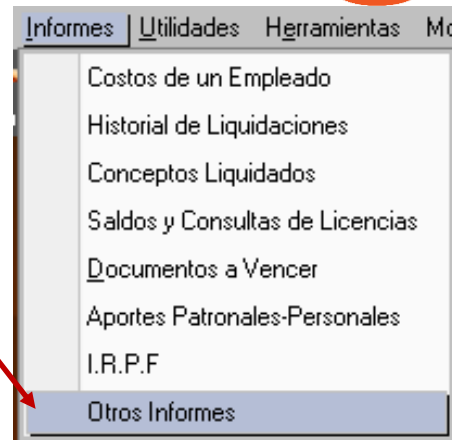 Informes Utilidades Herramientas
Costos de un Empleado
Historial de Liquidaciones
Conceptos Liquidados
Saldos y Consultas de Licencias
Documentos a Vencer
Aportes Patronales-Personales
I.R.P.F
Otros Informes